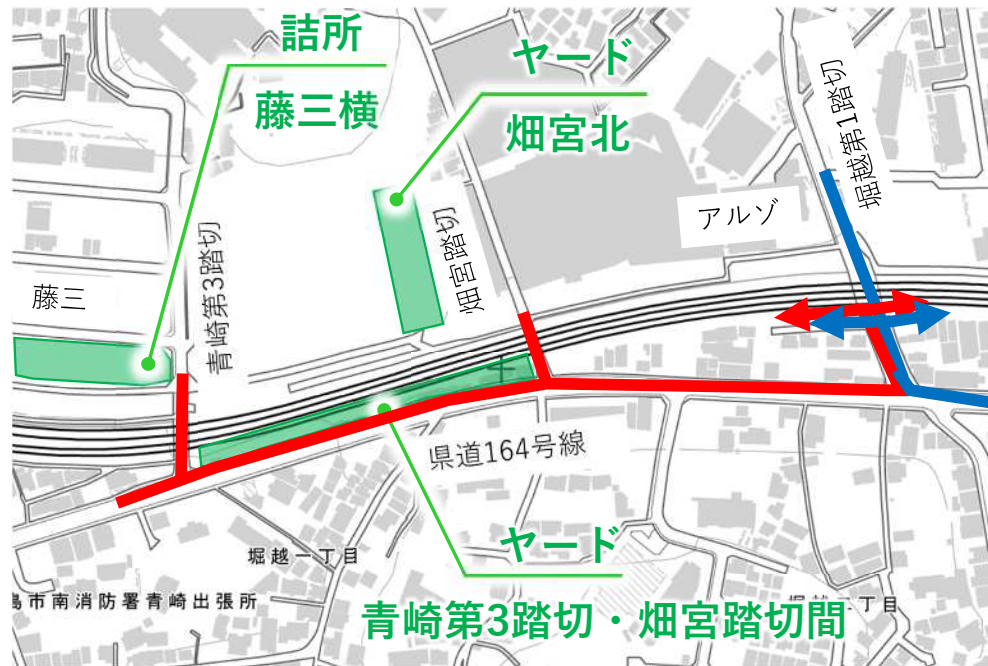 詰所
藤三横
ヤード
畑宮北
堀越第1踏切
アルゾ
畑宮踏切
青崎第3踏切
藤三
県道164号線
堀越一丁目
ヤード
島市南消防署青崎出張所
青崎第3踏切・畑宮踏切間